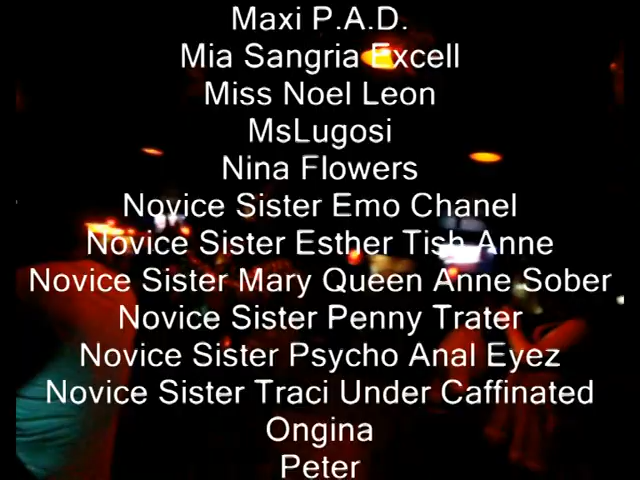 Maxi P.A.D.
Mia Sangria Excell
Miss Noel Leon
MsLugosi
Nina Flowers
Novice Sister Emo Chanel
Novice Sister Esther Tish Anne
Novice Sister Mary Queen Anne Sober
Novice Sister Penny Trater
Novice Sister Psycho Anal Eyez
Novice Sister Traci Under Caffinated
Ongina
Peter